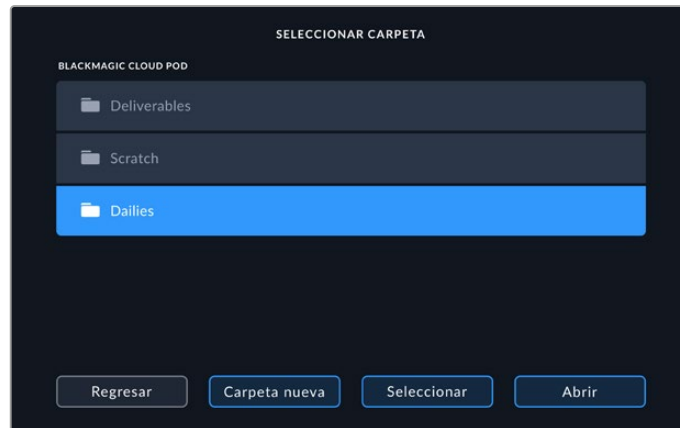 SELECCIONAR CARPETA
BLACKMAGIC CLOUD POD
Deliverables
Scratch
Dailies
Regresar Carpeta nueva Seleccionar Abrir